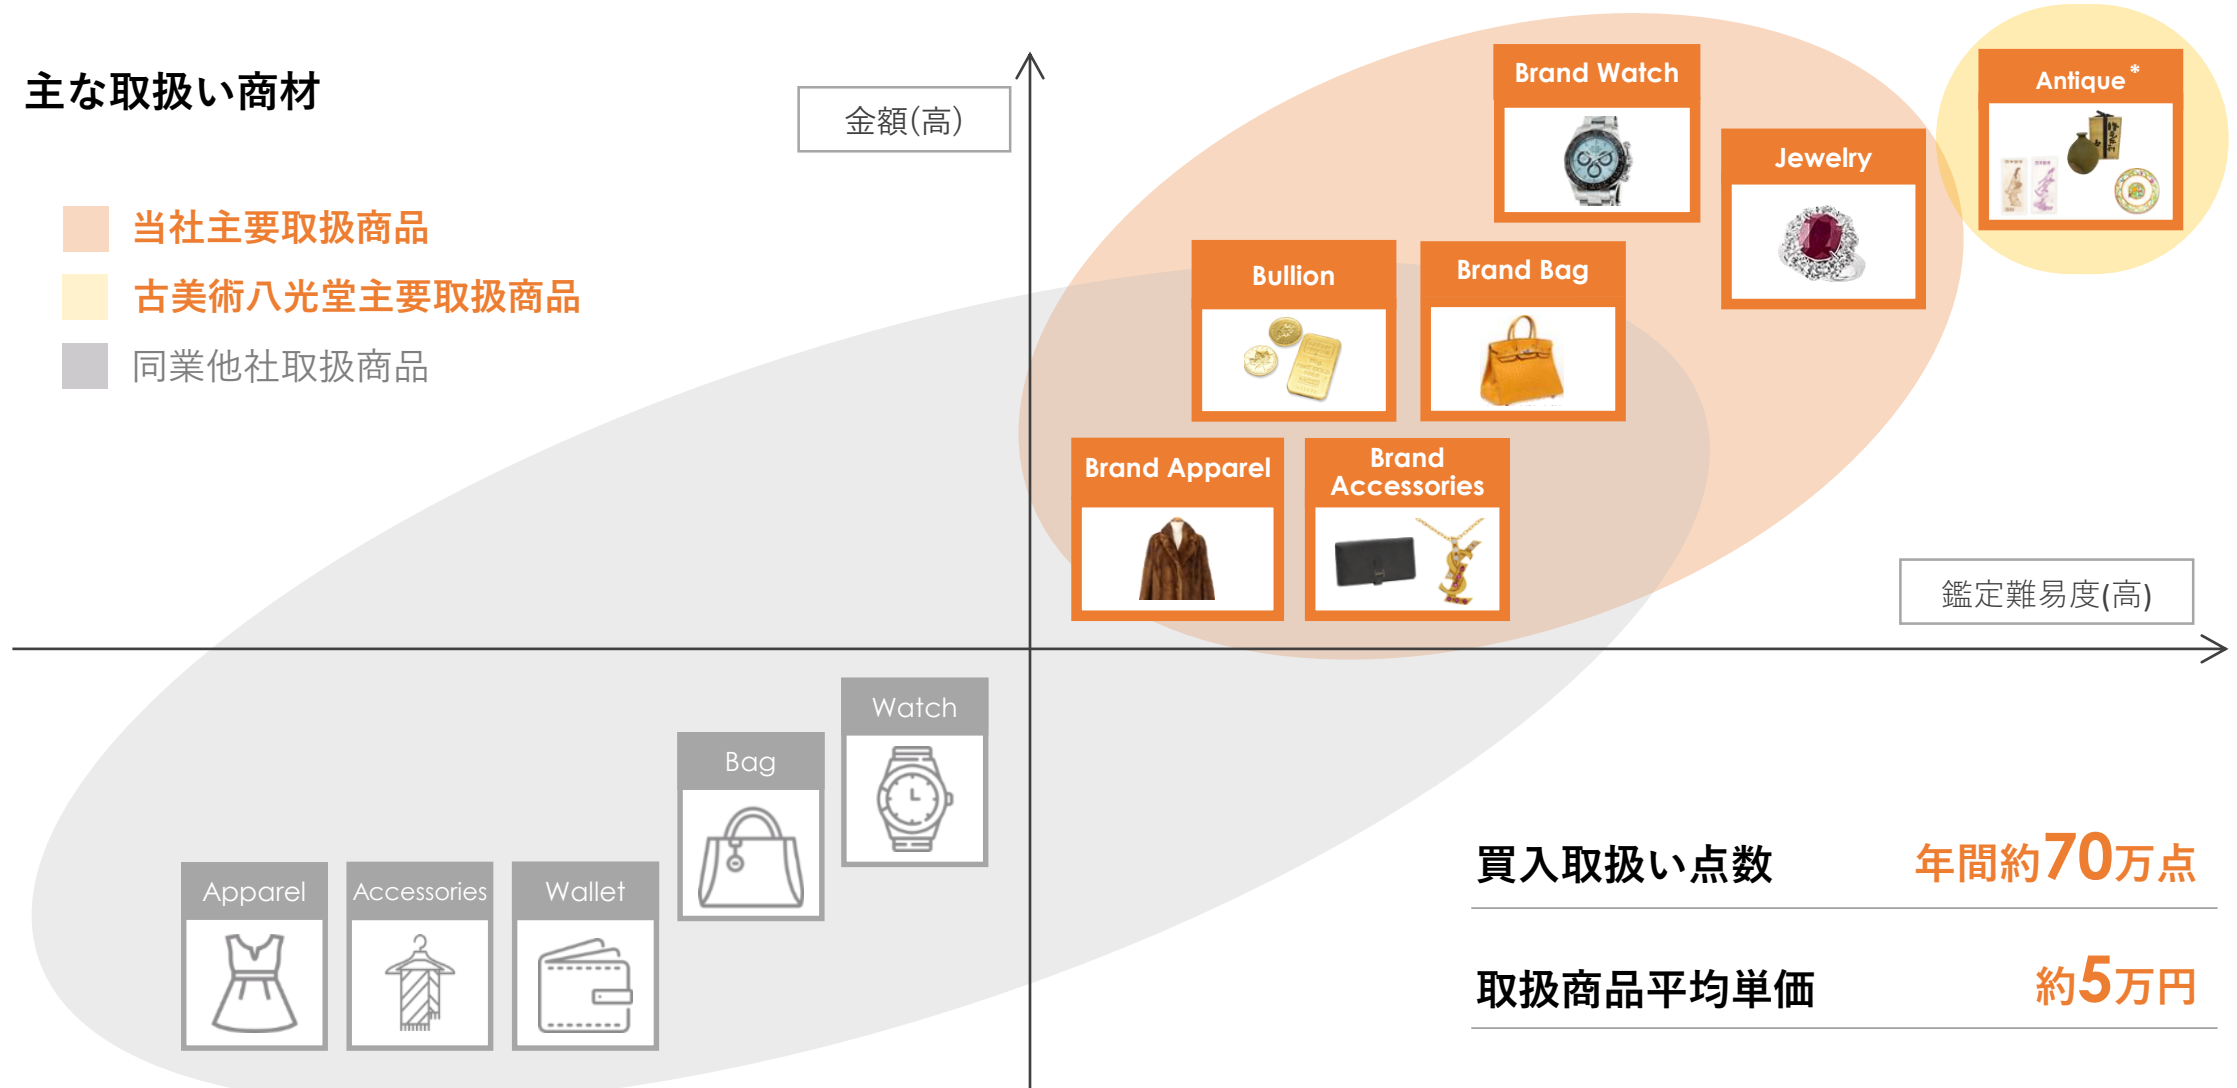 主な取扱い商材
当社主要取扱商品
古美術八光堂主要取扱商品
同業他社取扱商品
金額(高)
鑑定難易度(高)
Brand Watch
Antique*
Jewelry
Bullion
Brand Bag
Brand Apparel
Brand
Accessories
Watch
Bag
Apparel
Accessories
Wallet
買入取扱い点数 年間約70万点
取扱商品平均単価 約5万円